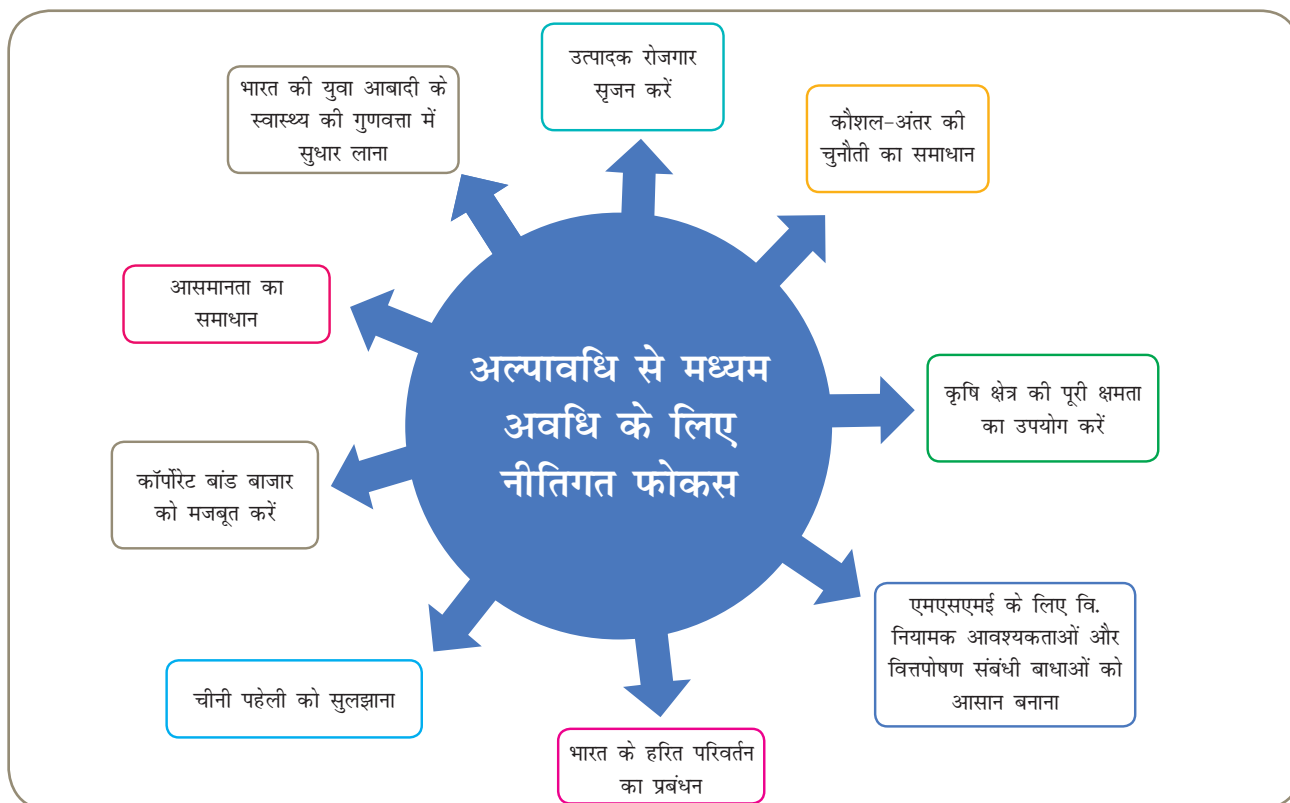 उत्पादक रोजगार
सृजन करें
कौशल-अंतर की
चुनौती का समाधान
कृषि क्षेत्र की पूरी क्षमता
का उपयोग करें
एमएसएमई के लिए वि.
नियामक आवश्यकताओं और
वित्तपोषण संबंधी बाधाओं को
आसान बनाना
भारत के हरित परिवर्तन
का प्रबंधन
चीनी पहेली को सुलझाना
कॉर्पोरेट बांड बाजार
को मजबूत करें
आसमानता का
समाधान
भारत की युवा आबादी के
स्वास्थ्य की गुणवत्ता में
सुधार लाना
अल्पावधि से मध्यम
अवधि के लिए
नीतिगत फोकस